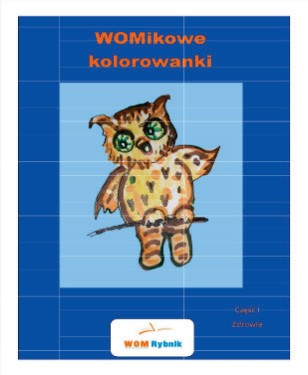 WOMikowe
kolorowanki
Część I
Zdrowie
WOM Rybnik